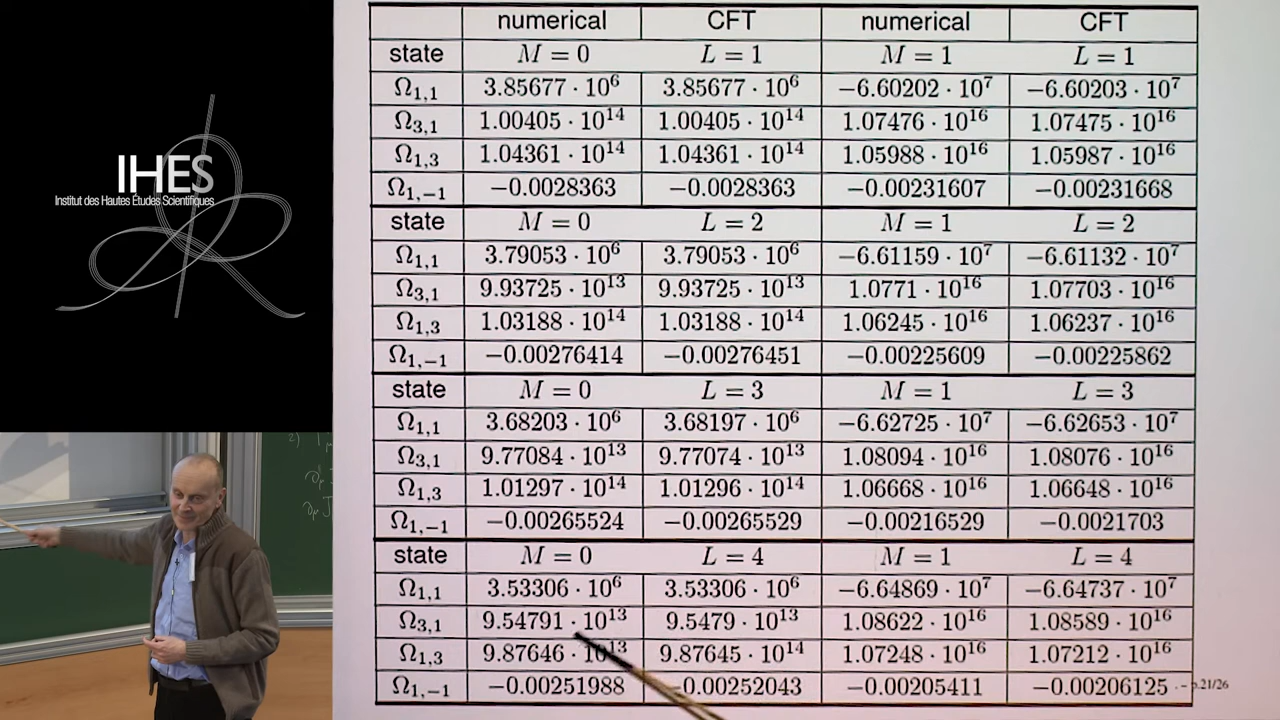 IHES
Institut des Hautes Études Scientifiques
numerical CFT numerical CFT
state M = 0 L = 1 M = 1 L = 1
Ω1,1 3.85677 · 10^6 3.85677 · 10^6 −6.60202 · 10^7 −6.60203 · 10^7
Ω3,1 1.00405 · 10^14 1.00405 · 10^14 1.07476 · 10^16 1.07475 · 10^16
Ω1,3 1.04361 · 10^14 1.04361 · 10^14 1.05988 · 10^16 1.05987 · 10^16
Ω1,−1 −0.0028363 −0.0028363 −0.00231607 −0.00231668
state M = 0 L = 2 M = 1 L = 2
Ω1,1 3.79053 · 10^6 3.79053 · 10^6 −6.61159 · 10^7 −6.61132 · 10^7
Ω3,1 9.93725 · 10^13 9.93725 · 10^13 1.0771 · 10^16 1.07703 · 10^16
Ω1,3 1.03188 · 10^14 1.03188 · 10^14 1.06245 · 10^16 1.06237 · 10^16
Ω1,−1 −0.00276414 −0.00276451 −0.00225609 −0.00225862
state M = 0 L = 3 M = 1 L = 3
Ω1,1 3.68203 · 10^6 3.68197 · 10^6 −6.62725 · 10^7 −6.62653 · 10^7
Ω3,1 9.77084 · 10^13 9.77074 · 10^13 1.08094 · 10^16 1.08076 · 10^16
Ω1,3 1.01297 · 10^14 1.01296 · 10^14 1.06668 · 10^16 1.06648 · 10^16
Ω1,−1 −0.00265524 −0.00265529 −0.00216529 −0.0021703
state M = 0 L = 4 M = 1 L = 4
Ω1,1 3.53306 · 10^6 3.53306 · 10^6 −6.64869 · 10^7 −6.64737 · 10^7
Ω3,1 9.54791 · 10^13 9.5479 · 10^13 1.08622 · 10^16 1.08589 · 10^16
Ω1,3 9.87646 · 10^13 9.87645 · 10^14 1.07248 · 10^16 1.07212 · 10^16
Ω1,−1 −0.00251988 −0.00252043 −0.00205411 −0.00206125
– p.21/26